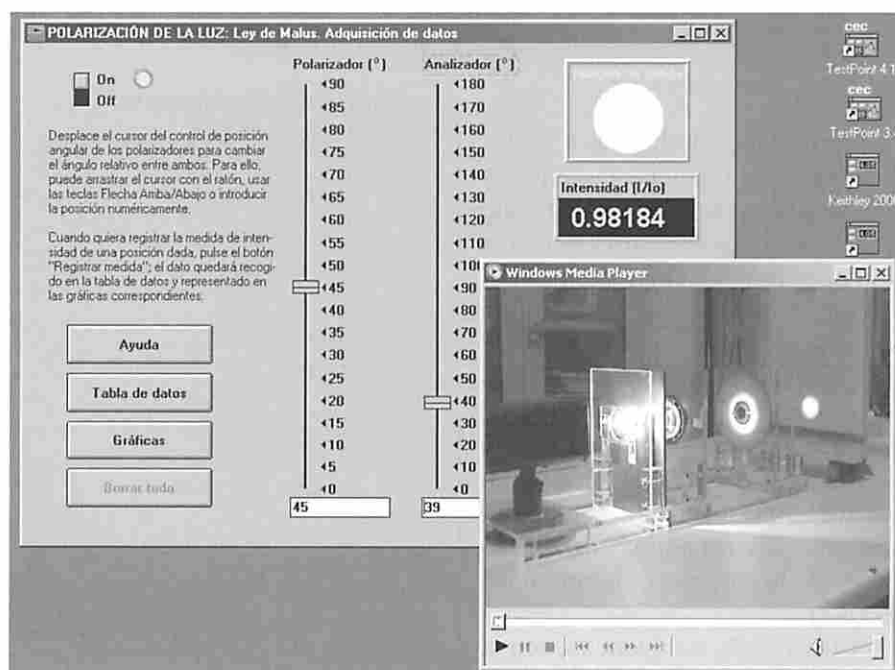 POLARIZACIÓN DE LA LUZ: Ley de Malus. Adquisición de datos
On
Off
Desplace el cursor del control de posición
angular de los polarizadores para cambiar
el ángulo relativo entre ambos. Para ello,
puede arrastrar el cursor con el ratón, usar
las teclas Flecha Arriba/Abajo o introducir
la posición numéricamente.
Cuando quiera registrar la medida de inten-
sidad de una posición dada, pulse el botón
"Registrar medida"; el dato quedará recogi-
do en la tabla de datos y representado en
las gráficas correspondientes.
Ayuda
Tabla de datos
Gráficas
Borrar todo
Polarizador (°)
90
85
80
75
70
65
60
55
50
45
40
35
30
25
20
15
10
5
0
45
Analizador (°)
180
170
160
150
140
130
120
110
100
90
80
70
60
50
40
30
20
10
0
39
Intensidad (I/Io)
0.98184
cec
TestPoint 4.1
cec
TestPoint 3.4
Keithley 200
Windows Media Player